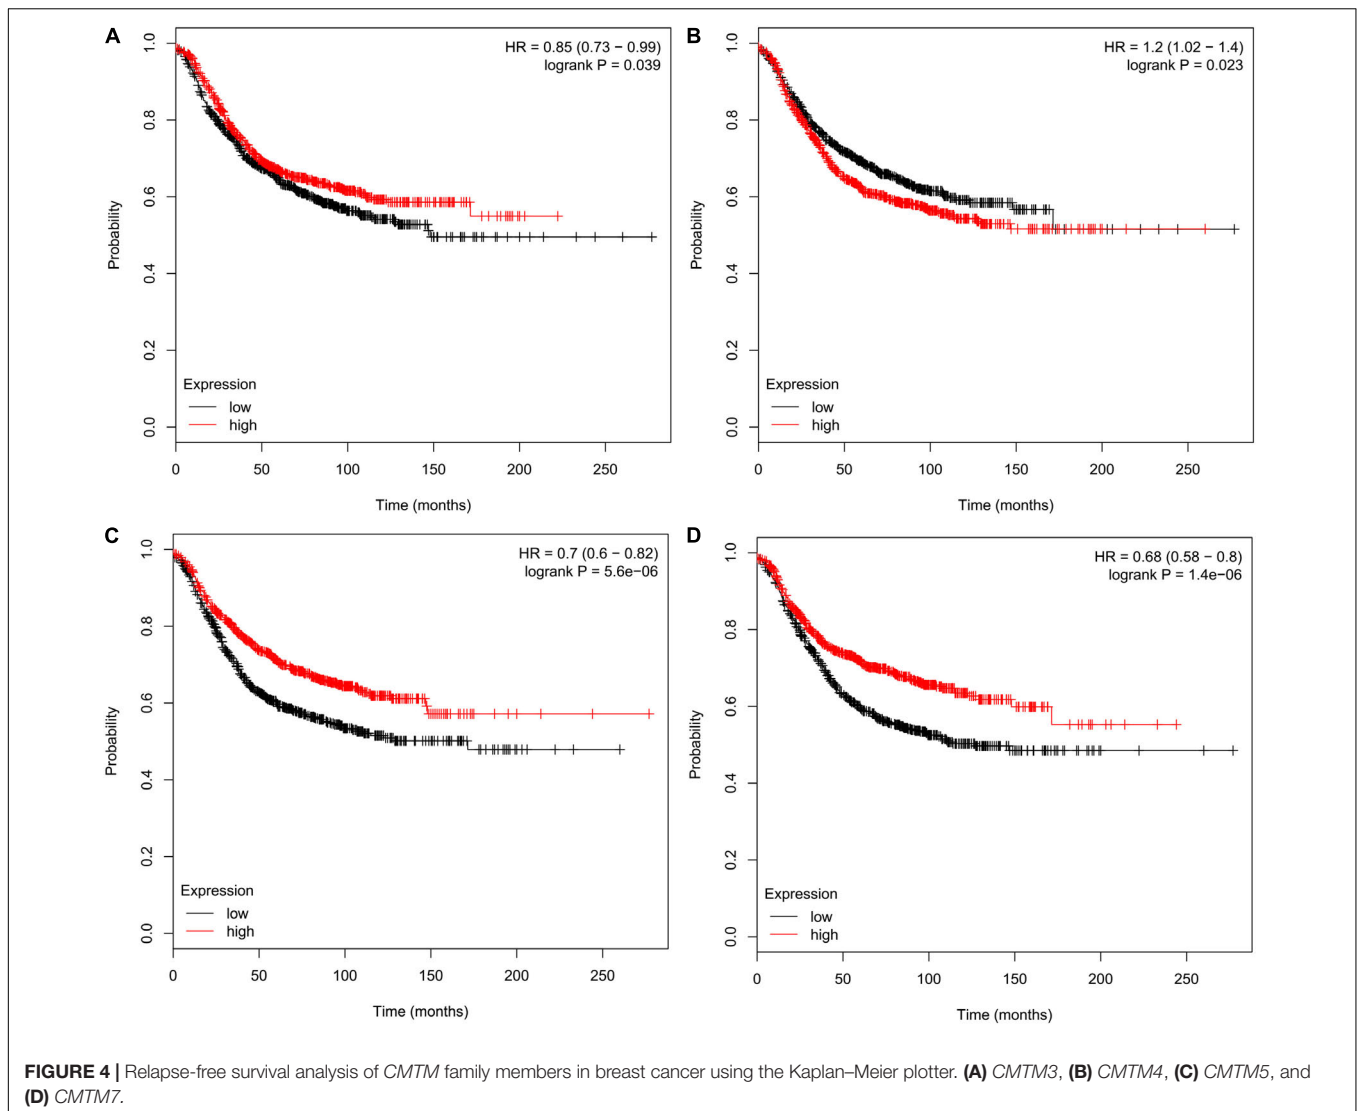 A
HR = 0.85 (0.73 − 0.99)
logrank P = 0.039
Probability
1.0
0.8
0.6
0.4
0.2
0.0
Expression
low
high
0 50 100 150 200 250
Time (months)
B
HR = 1.2 (1.02 − 1.4)
logrank P = 0.023
Probability
1.0
0.8
0.6
0.4
0.2
0.0
Expression
low
high
0 50 100 150 200 250
Time (months)
C
HR = 0.7 (0.6 − 0.82)
logrank P = 5.6e−06
Probability
1.0
0.8
0.6
0.4
0.2
0.0
Expression
low
high
0 50 100 150 200 250
Time (months)
D
HR = 0.68 (0.58 − 0.8)
logrank P = 1.4e−06
Probability
1.0
0.8
0.6
0.4
0.2
0.0
Expression
low
high
0 50 100 150 200 250
Time (months)
FIGURE 4 | Relapse-free survival analysis of CMTM family members in breast cancer using the Kaplan–Meier plotter. (A) CMTM3, (B) CMTM4, (C) CMTM5, and
(D) CMTM7.